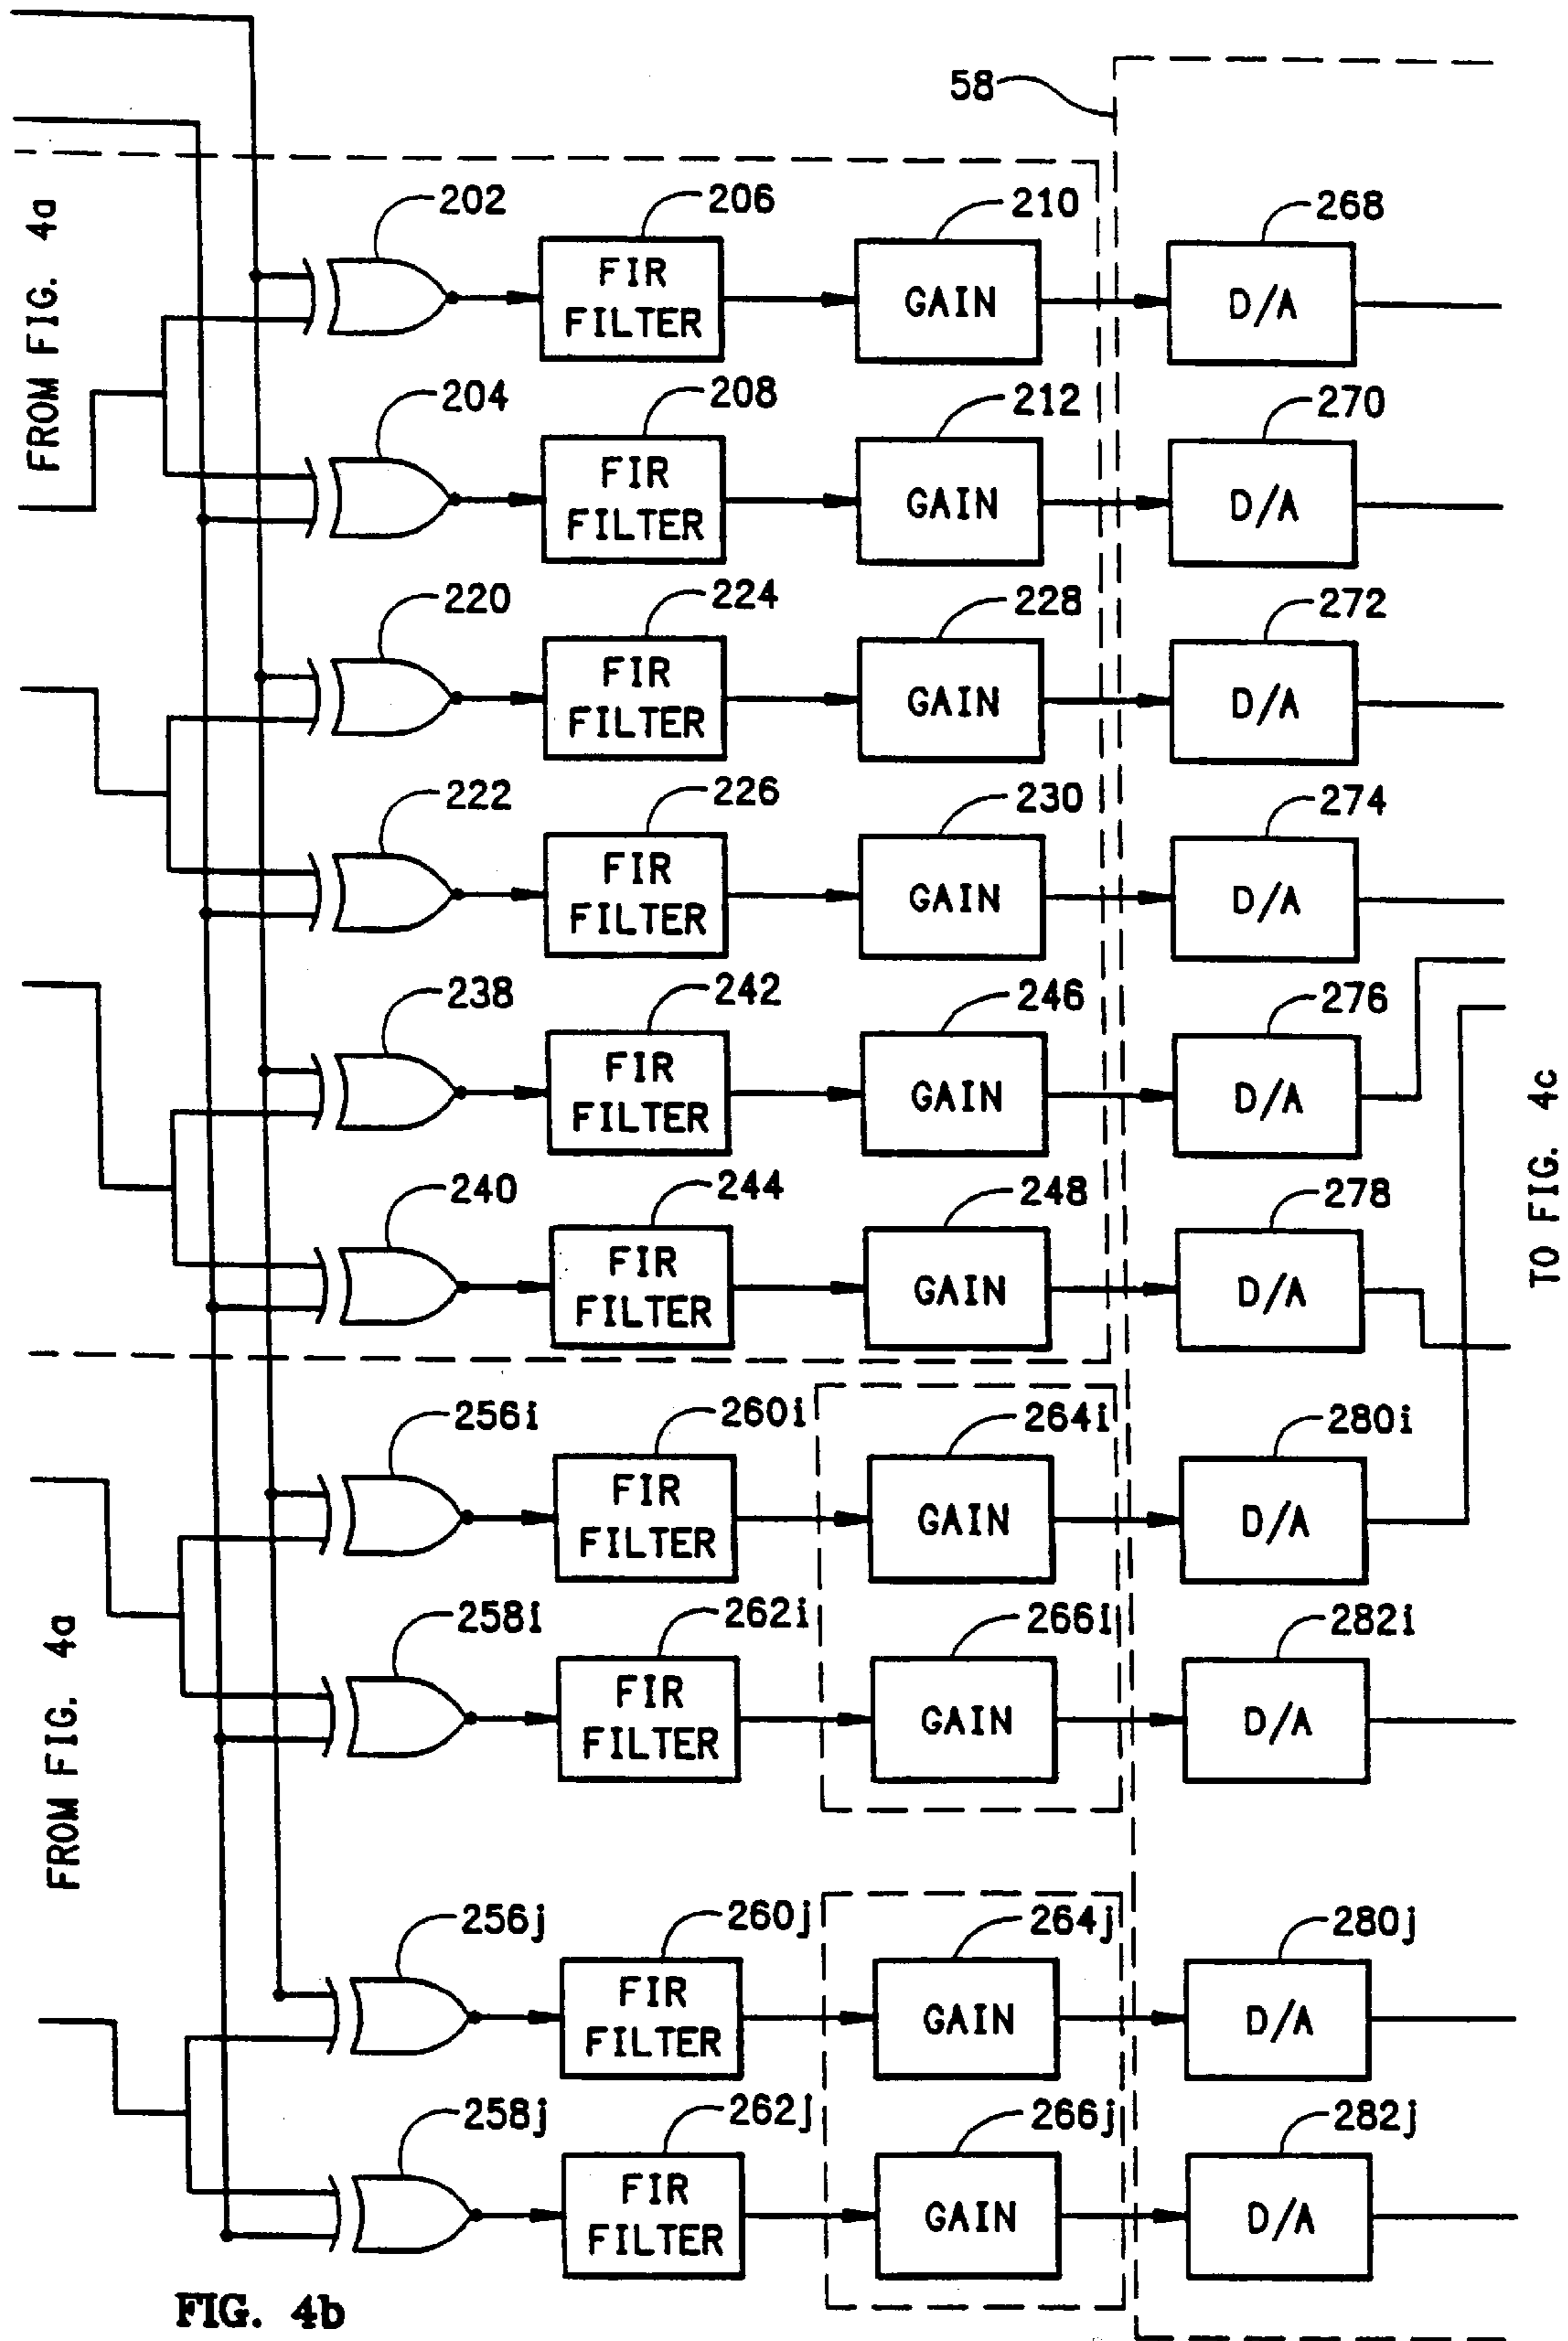 58
202 206 210 268
FROM FIG. 4a
FIR FILTER GAIN D/A
204 208 212 270
FIR FILTER GAIN D/A
220 224 228 272
FIR FILTER GAIN D/A
222 226 230 274
FIR FILTER GAIN D/A
238 242 246 276
FIR FILTER GAIN D/A
TO FIG. 4c
240 244 248 278
FIR FILTER GAIN D/A
256i 260i 264i 280i
FIR FILTER GAIN D/A
258i 262i 266i 282i
FROM FIG. 4a
FIR FILTER GAIN D/A
256j 260j 264j 280j
FIR FILTER GAIN D/A
258j 262j 266j 282j
FIR FILTER GAIN D/A
FIG. 4b